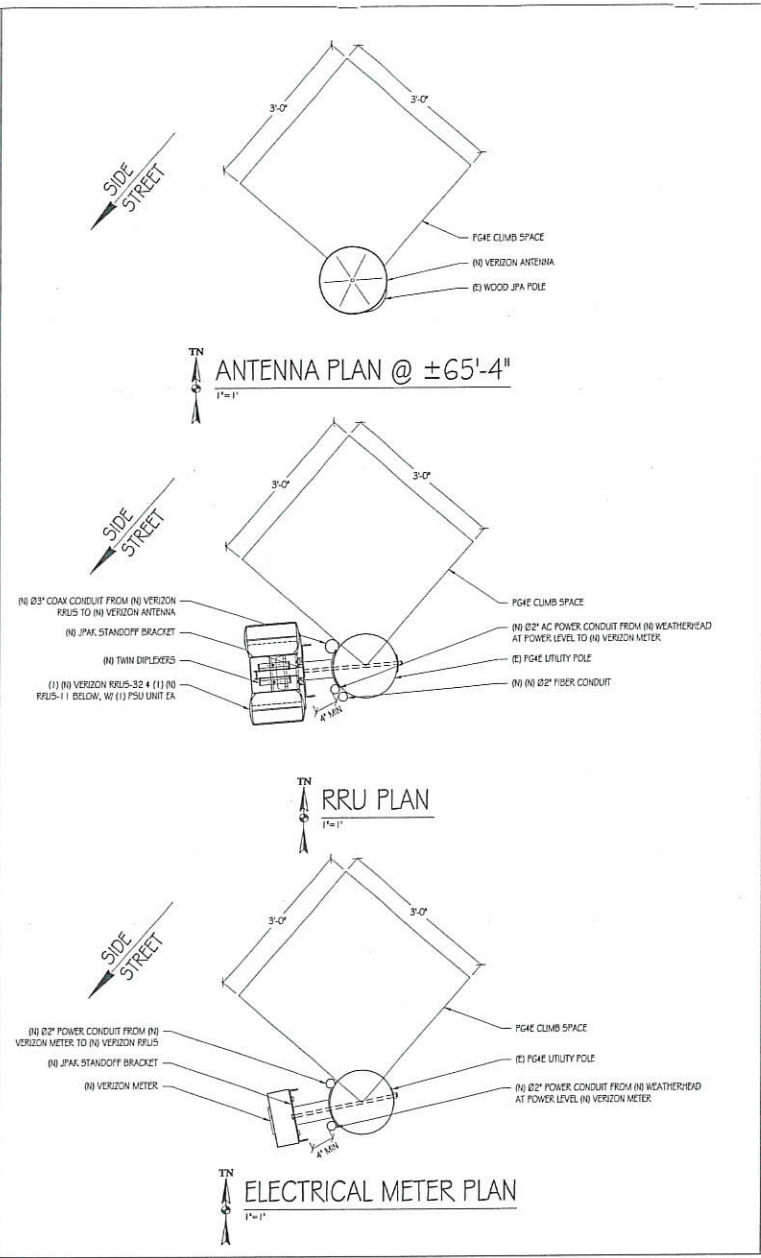 3'-0"
3'-0"
SIDE
STREET
PG&E CLIMB SPACE
(N) VERIZON ANTENNA
(E) WOOD JPA POLE
TN
ANTENNA PLAN @ ±65'-4"
1"=1'
3'-0"
3'-0"
SIDE
STREET
(N) Ø3" COAX CONDUIT FROM (N) VERIZON
RRUS TO (N) VERIZON ANTENNA
(N) JPAK STANDOFF BRACKET
(N) TWIN DIPLEXERS
(1) (N) VERIZON RRUS-32 & (1) (N)
RRUS-11 BELOW, W/ (1) PSU UNIT EA
PG&E CLIMB SPACE
(N) Ø2" AC POWER CONDUIT FROM (N) WEATHERHEAD
AT POWER LEVEL TO (N) VERIZON METER
(E) PG&E UTILITY POLE
(N) (N) Ø2" FIBER CONDUIT
4" MIN
TN
RRU PLAN
1"=1'
3'-0"
3'-0"
SIDE
STREET
(N) Ø2" POWER CONDUIT FROM (N)
VERIZON METER TO (N) VERIZON RRUS
(N) JPAK STANDOFF BRACKET
(N) VERIZON METER
PG&E CLIMB SPACE
(E) PG&E UTILITY POLE
(N) Ø2" POWER CONDUIT FROM (N) WEATHERHEAD
AT POWER LEVEL (N) VERIZON METER
4" MIN
TN
ELECTRICAL METER PLAN
1"=1'